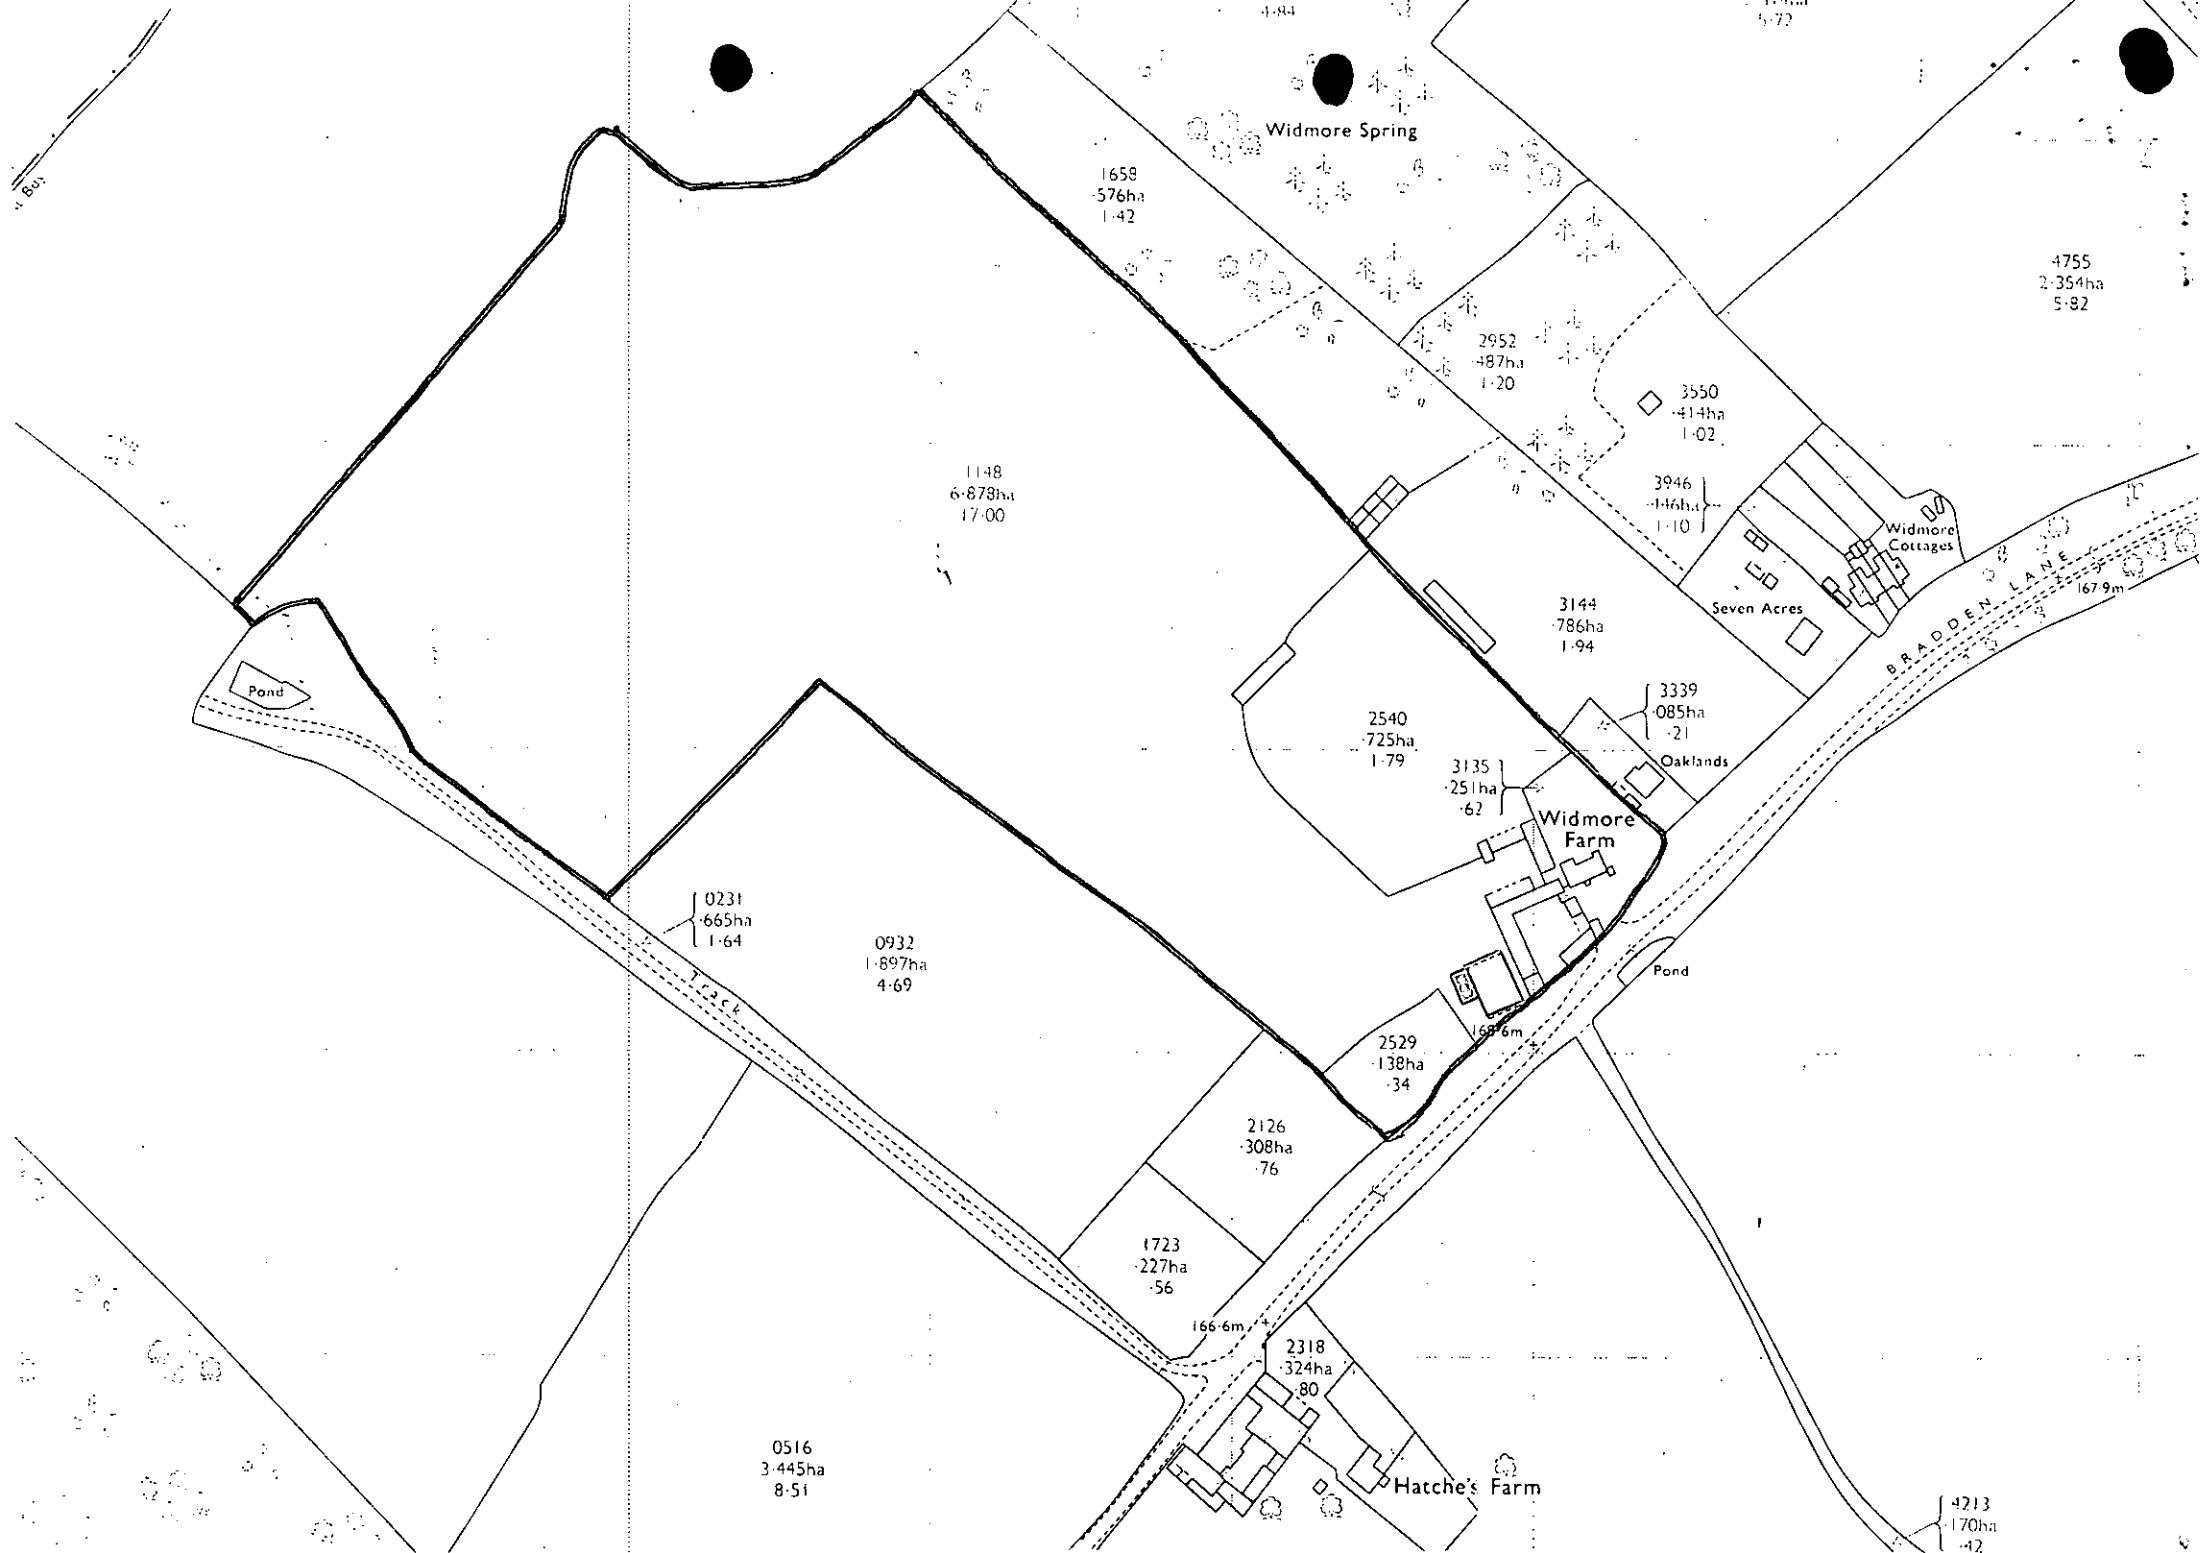 4·84
5·72
Widmore Spring
1658
·576ha
1·42
4755
2·354ha
5·82
2952
·487ha
1·20
3550
·414ha
1·02
1148
6·878ha
17·00
3946
·446ha
1·10
Widmore
Cottages
BRADDEN LANE
167·9m
Seven Acres
3144
·786ha
1·94
Pond
3339
·085ha
·21
2540
·725ha
1·79
Oaklands
3135
·251ha
·62
Widmore
Farm
0231
·665ha
1·64
0932
1·897ha
4·69
Track
Pond
168·6m
2529
·138ha
·34
2126
·308ha
·76
1723
·227ha
·56
166·6m
2318
·324ha
·80
0516
3·445ha
8·51
Hatche's Farm
4213
·170ha
·42